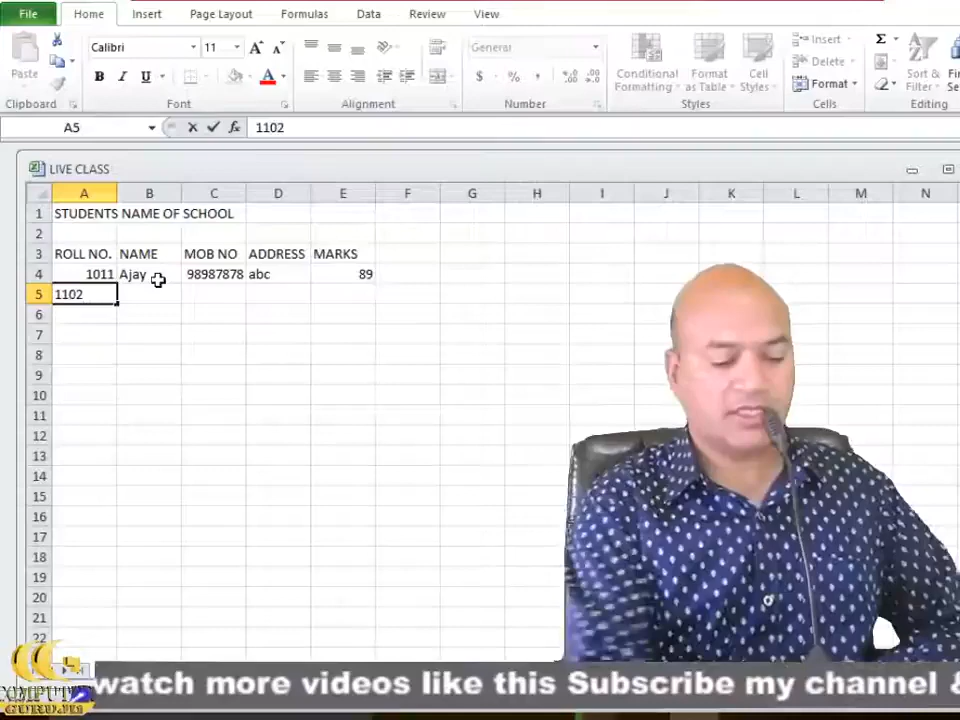 File Home Insert Page Layout Formulas Data Review View
Calibri 11 A A General Σ
Paste B I U A $ % , Conditional Formatting Format as Table Cell Styles Insert Delete Format Sort & Filter
Clipboard Font Alignment Number Styles Cells Editing
A5 fx 1102
LIVE CLASS
A B C D E F G H I J K L M N
1 STUDENTS NAME OF SCHOOL
2
3 ROLL NO. NAME MOB NO ADDRESS MARKS
4 1011 Ajay 98987878 abc 89
5 1102
6
7
8
9
10
11
12
13
14
15
16
17
18
19
20
21
22
watch more videos like this Subscribe my channel &
COMPUTER
GURU.JI